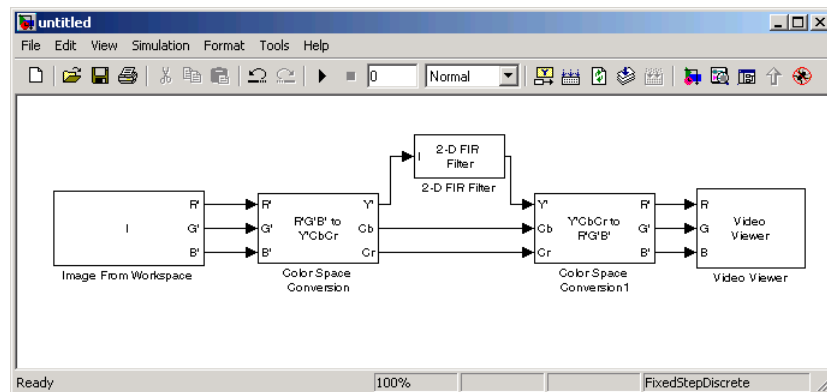 untitled
File Edit View Simulation Format Tools Help
0 Normal
2-D FIR
Filter
I
2-D FIR Filter
I
R'
G'
B'
Image From Workspace
R'
G'
B'
R'G'B' to
Y'CbCr
Y'
Cb
Cr
Color Space
Conversion
Y'
Cb
Cr
Y'CbCr to
R'G'B'
R'
G'
B'
Color Space
Conversion1
R
G
B
Video
Viewer
Video Viewer
Ready 100% FixedStepDiscrete